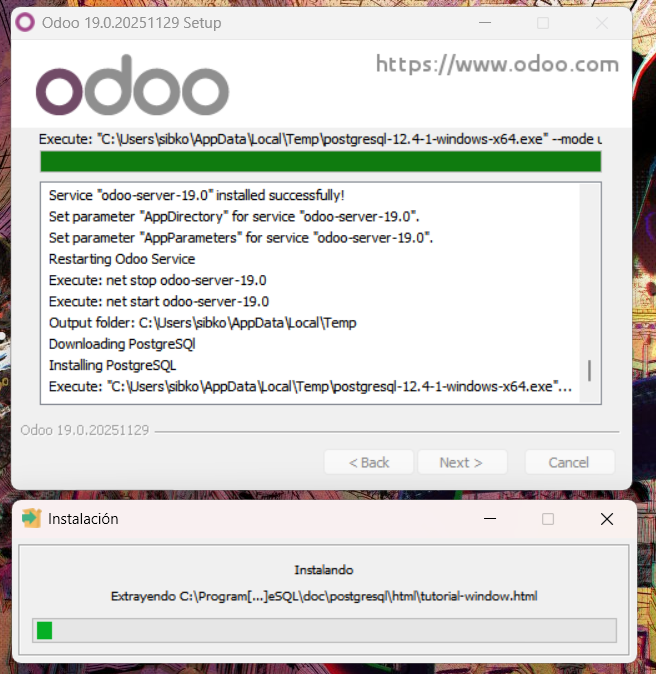 Odoo 19.0.20251129 Setup
odoo
https://www.odoo.com
Execute: "C:\Users\sibko\AppData\Local\Temp\postgresql-12.4-1-windows-x64.exe" --mode u
Service "odoo-server-19.0" installed successfully!
Set parameter "AppDirectory" for service "odoo-server-19.0".
Set parameter "AppParameters" for service "odoo-server-19.0".
Restarting Odoo Service
Execute: net stop odoo-server-19.0
Execute: net start odoo-server-19.0
Output folder: C:\Users\sibko\AppData\Local\Temp
Downloading PostgreSQl
Installing PostgreSQL
Execute: "C:\Users\sibko\AppData\Local\Temp\postgresql-12.4-1-windows-x64.exe"...
Odoo 19.0.20251129
< Back Next > Cancel
Instalación
Instalando
Extrayendo C:\Program[...]eSQL\doc\postgresql\html\tutorial-window.html